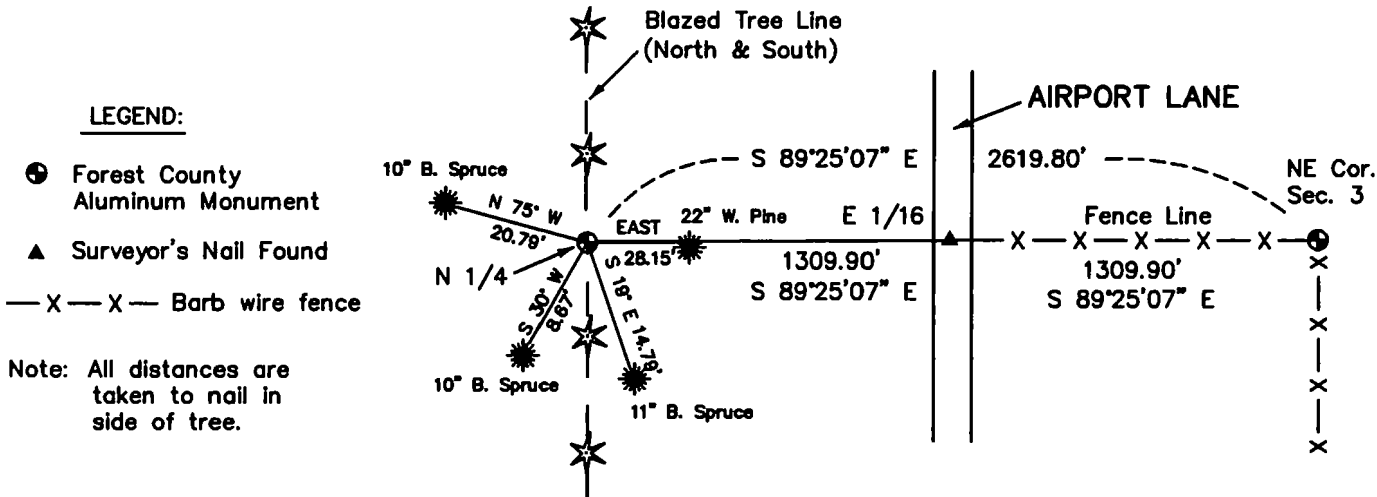 LEGEND:
Forest County
Aluminum Monument
Surveyor's Nail Found
X X Barb wire fence
Note: All distances are
taken to nail in
side of tree.
Blazed Tree Line
(North & South)
AIRPORT LANE
S 89°25'07" E 2619.80'
NE Cor.
Sec. 3
10" B. Spruce
N 75° W
20.79'
EAST
28.15'
22" W. Pine
E 1/16
Fence Line
N 1/4
1309.90'
S 89°25'07" E
X X X X X
1309.90'
S 89°25'07" E
X
X
X
X
S 30° W
8.67'
S 19° E 14.79'
10" B. Spruce
11" B. Spruce